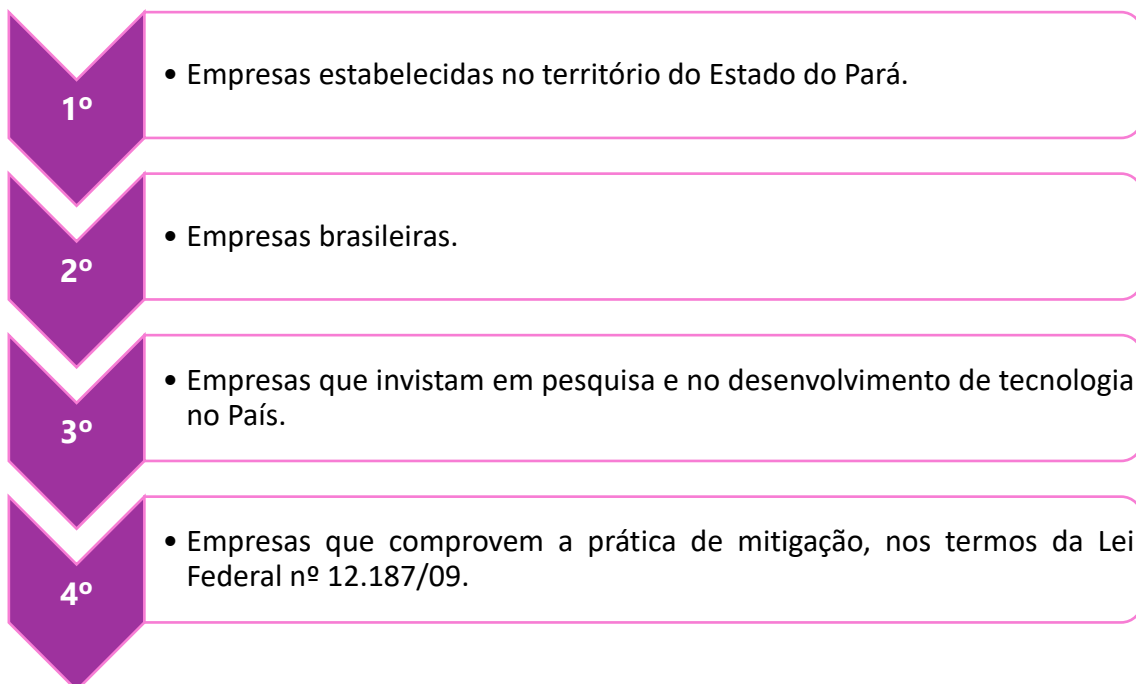 1º
• Empresas estabelecidas no território do Estado do Pará.
2º
• Empresas brasileiras.
3º
• Empresas que invistam em pesquisa e no desenvolvimento de tecnologia
no País.
4º
• Empresas que comprovem a prática de mitigação, nos termos da Lei
Federal nº 12.187/09.